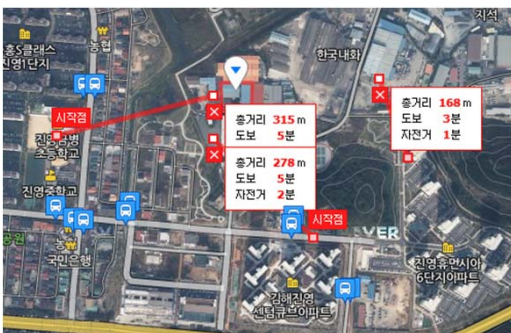 지석
농협
홍S클래스
진영1단지
한국내화
시작점
총거리 315 m
도보 5분
총거리 168 m
도보 3분
자전거 1분
진영금병
초등학교
총거리 278 m
도보 5분
자전거 2분
진영중학교
시작점
공원
농협
국민은행
진영휴먼시아
6단지아파트
김해진영
센텀큐브이파트